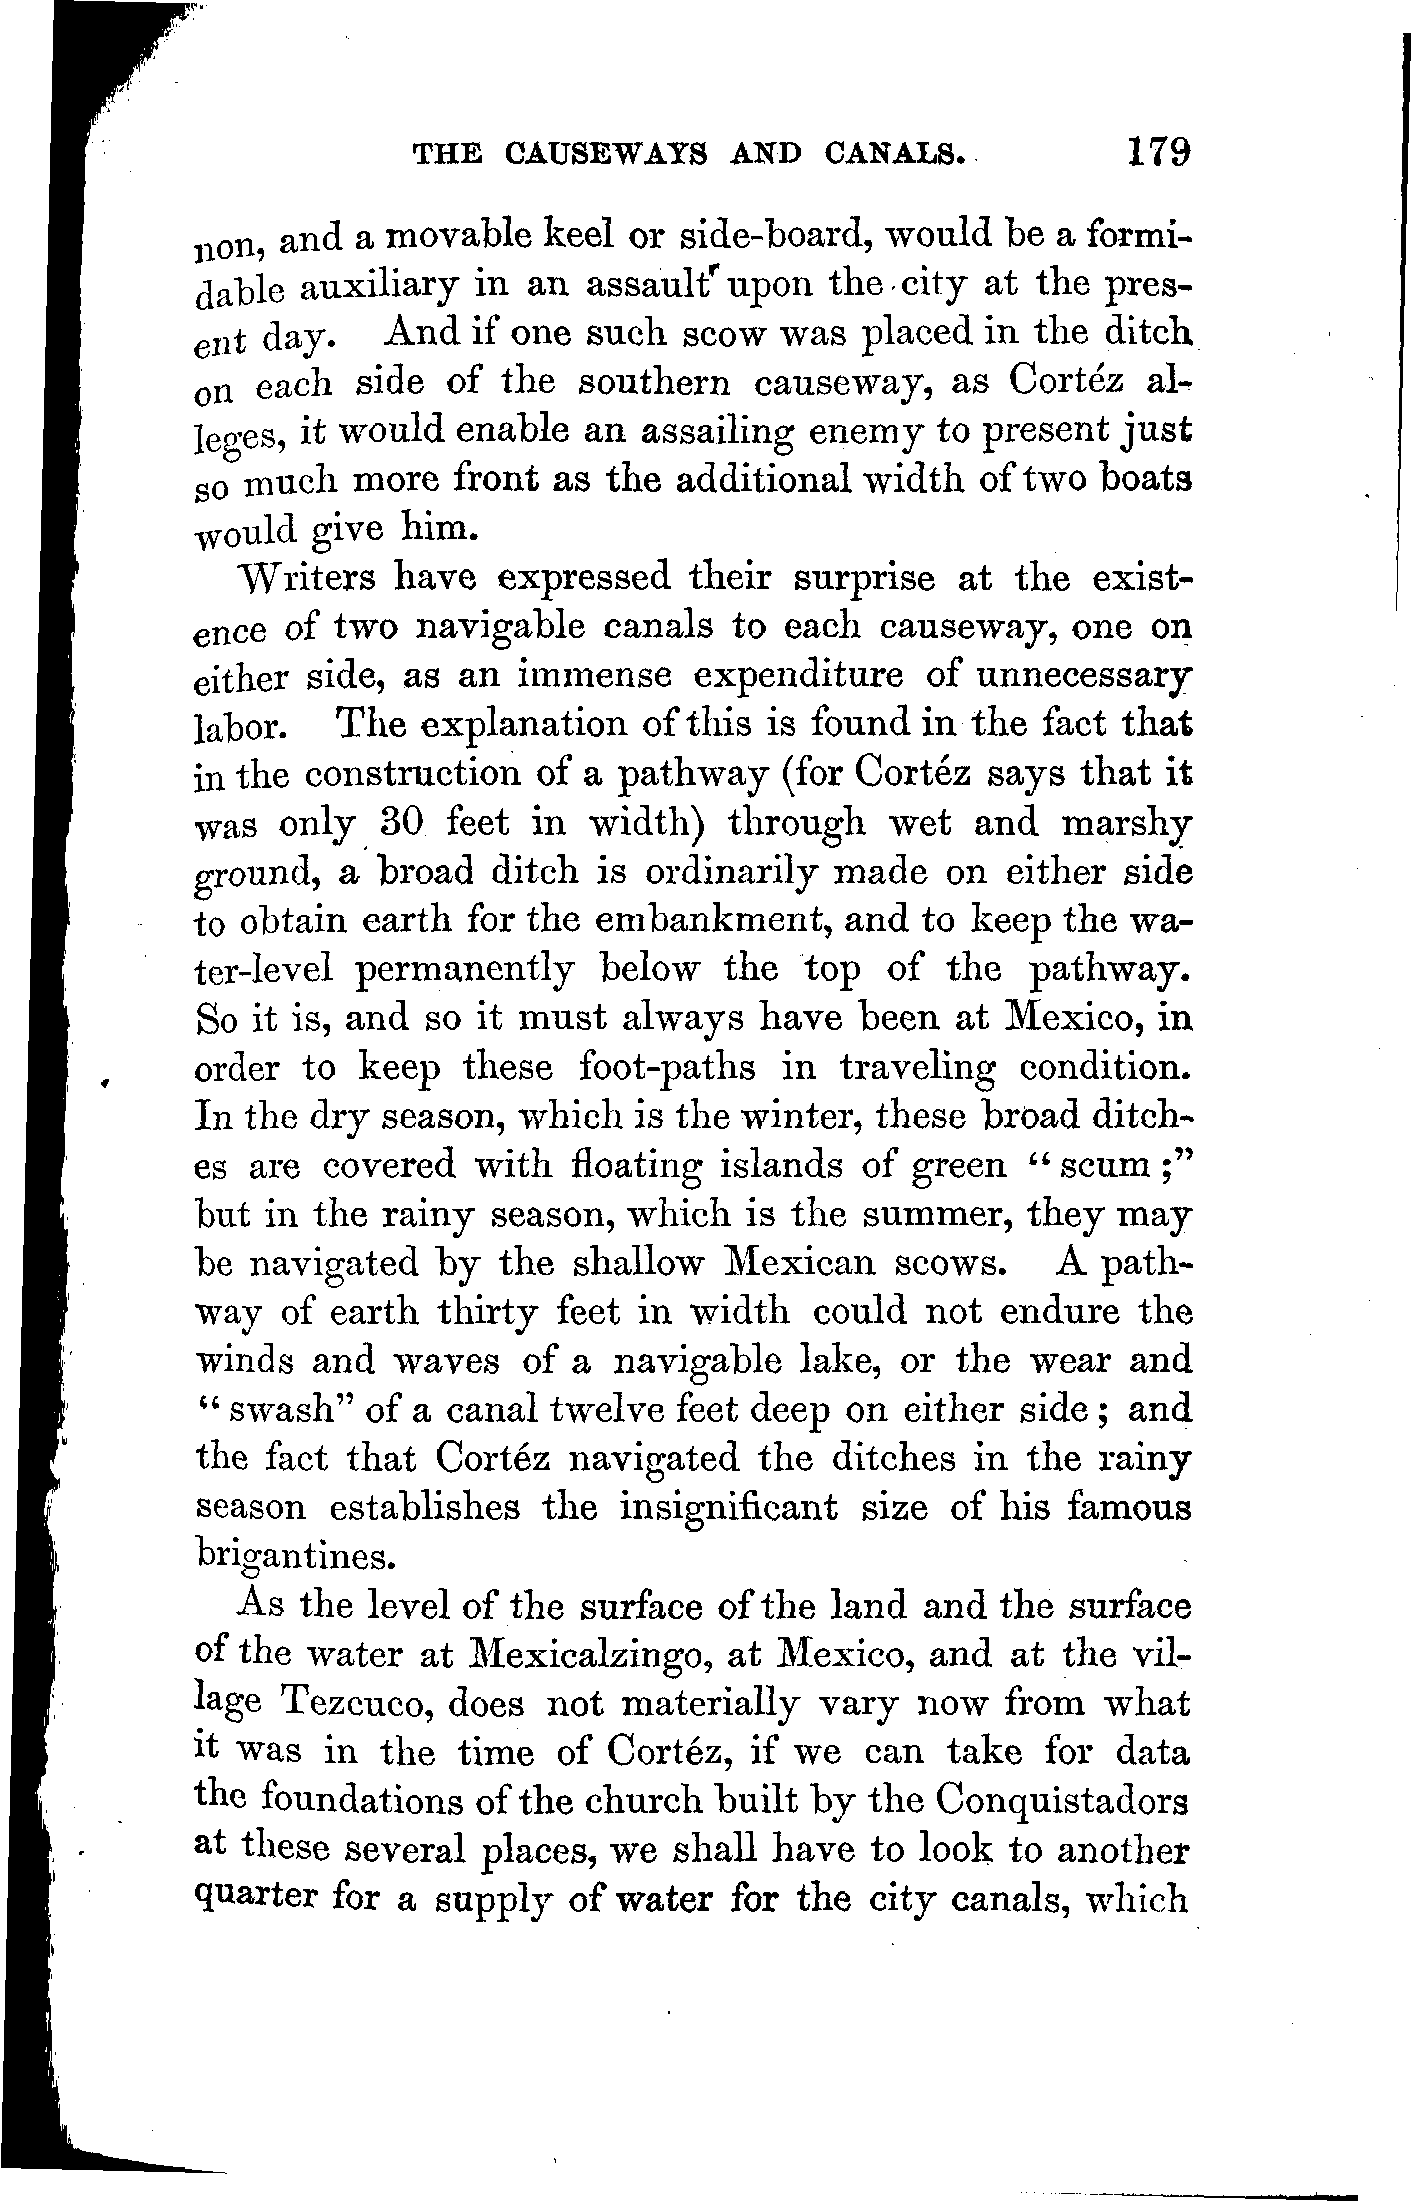 THE CAUSEWAYS AND CANALS. 179
non, and a movable keel or side-board, would be a formi-
dable auxiliary in an assault upon the city at the pres-
ent day. And if one such scow was placed in the ditch
on each side of the southern causeway, as Cortéz al-
leges, it would enable an assailing enemy to present just
so much more front as the additional width of two boats
would give him.
Writers have expressed their surprise at the exist-
ence of two navigable canals to each causeway, one on
either side, as an immense expenditure of unnecessary
labor. The explanation of this is found in the fact that
in the construction of a pathway (for Cortéz says that it
was only 30 feet in width) through wet and marshy
ground, a broad ditch is ordinarily made on either side
to obtain earth for the embankment, and to keep the wa-
ter-level permanently below the top of the pathway.
So it is, and so it must always have been at Mexico, in
order to keep these foot-paths in traveling condition.
In the dry season, which is the winter, these broad ditch-
es are covered with floating islands of green “scum;”
but in the rainy season, which is the summer, they may
be navigated by the shallow Mexican scows. A path-
way of earth thirty feet in width could not endure the
winds and waves of a navigable lake, or the wear and
“swash” of a canal twelve feet deep on either side; and
the fact that Cortéz navigated the ditches in the rainy
season establishes the insignificant size of his famous
brigantines.
As the level of the surface of the land and the surface
of the water at Mexicalzingo, at Mexico, and at the vil-
lage Tezcuco, does not materially vary now from what
it was in the time of Cortéz, if we can take for data
the foundations of the church built by the Conquistadors
at these several places, we shall have to look to another
quarter for a supply of water for the city canals, which